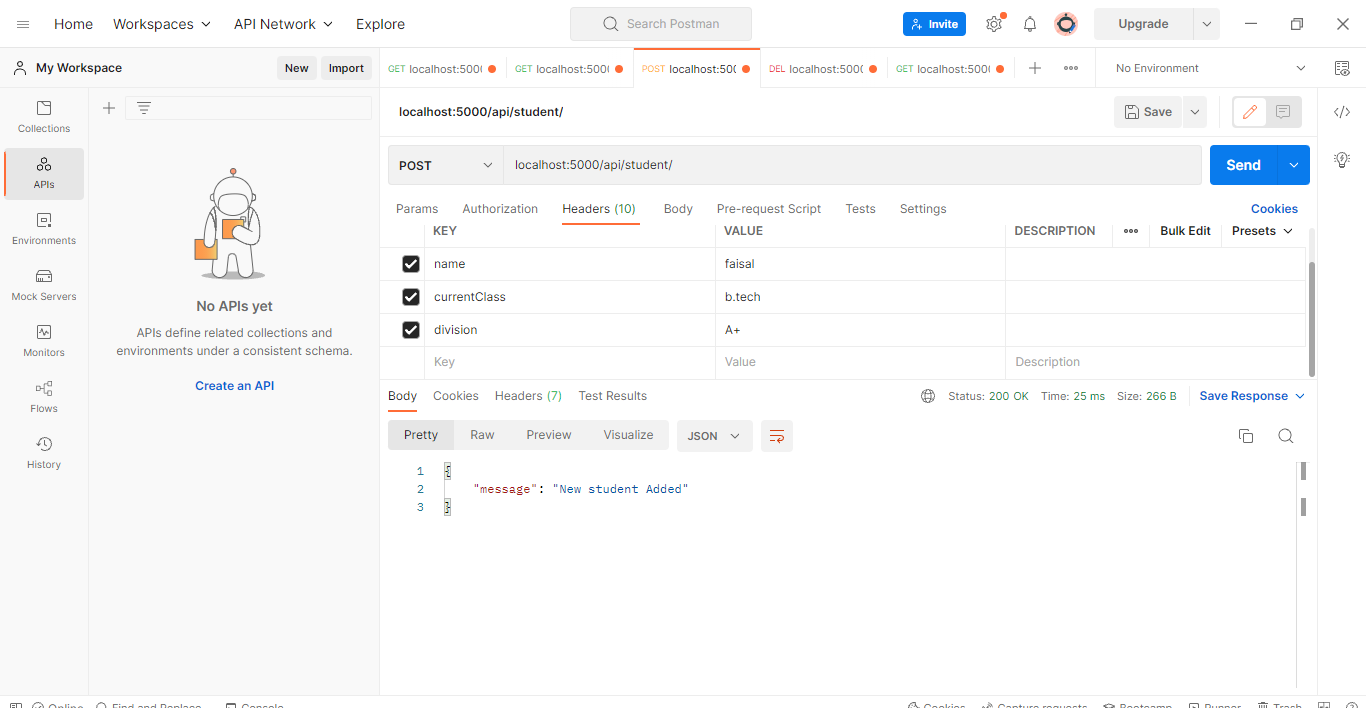 Home Workspaces API Network Explore Search Postman Invite Upgrade
My Workspace New Import GET localhost:500 GET localhost:500 POST localhost:500 DEL localhost:500 GET localhost:500 No Environment
Collections
APIs
Environments
Mock Servers
Monitors
Flows
History
No APIs yet
APIs define related collections and
environments under a consistent schema.
Create an API
localhost:5000/api/student/ Save
POST localhost:5000/api/student/ Send
Params Authorization Headers (10) Body Pre-request Script Tests Settings Cookies
KEY VALUE DESCRIPTION Bulk Edit Presets
name faisal
currentClass b.tech
division A+
Key Value Description
Body Cookies Headers (7) Test Results Status: 200 OK Time: 25 ms Size: 266 B Save Response
Pretty Raw Preview Visualize JSON
1 {
2 "message": "New student Added"
3 }
Online Find and Replace Console Cookies Capture requests Bootcamp Runner Trash